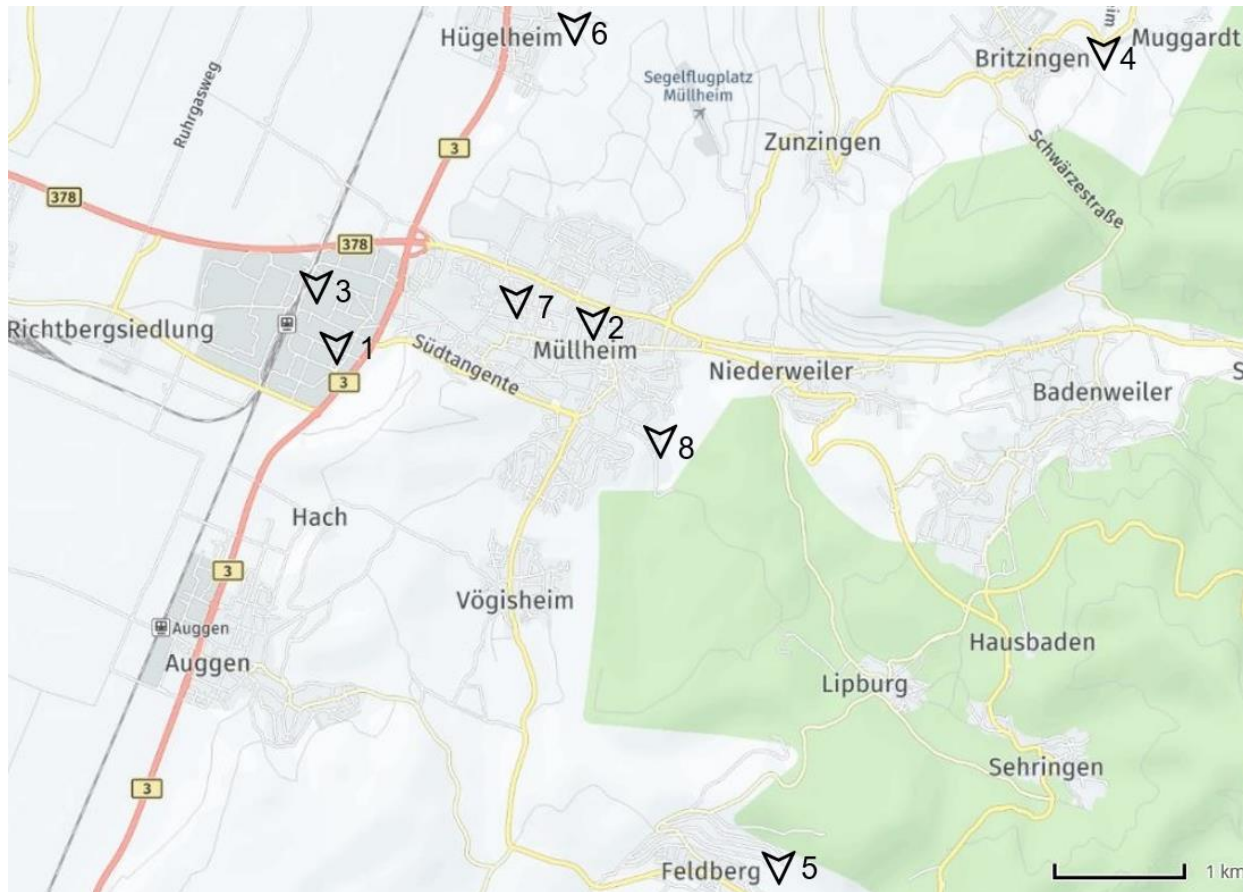 Hügelheim
6
im
Muggardt
Britzingen
4
Segelflugplatz
Müllheim
Ruhrgasweg
3
Zunzingen
Schwärzestraße
378
378
3
7
2
Richtbergsiedlung
1
Südtangente
Müllheim
3
Niederweiler
Badenweiler
S
8
Hach
3
Vögisheim
Auggen
Auggen
Hausbaden
Lipburg
Sehringen
3
Feldberg
5
1 km